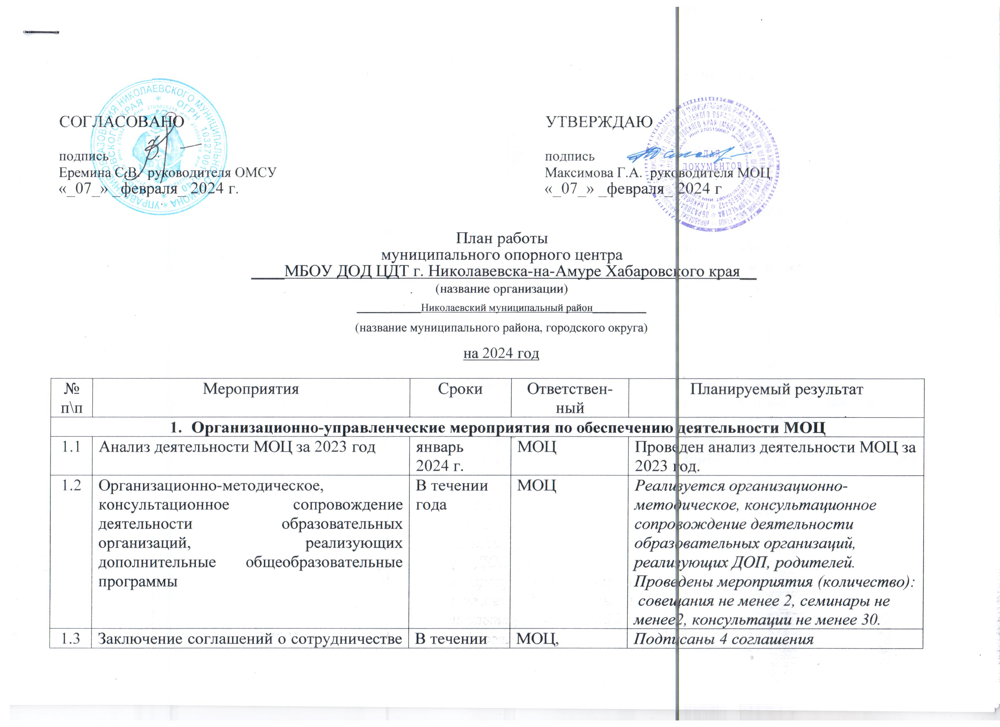 СОГЛАСОВАНО
подпись
Еремина С.В. руководителя ОМСУ
«_07_» _февраля_ 2024 г.
УТВЕРЖДАЮ
подпись
Максимова Г.А. руководителя МОЦ
«_07_» _февраля_ 2024 г
ДЛЯ
ДОКУМЕНТОВ
План работы
муниципального опорного центра
____МБОУ ДОД ЦДТ г. Николавевска-на-Амуре Хабаровского края__
(название организации)
____________Николаевский муниципальный район__________
(название муниципального района, городского округа)
на 2024 год
№ Мероприятия Сроки Ответствен- Планируемый результат
п\п ный
1. Организационно-управленческие мероприятия по обеспечению деятельности МОЦ
1.1 Анализ деятельности МОЦ за 2023 год январь МОЦ Проведен анализ деятельности МОЦ за
2024 г. 2023 год.
1.2 Организационно-методическое, В течении МОЦ Реализуется организационно-
консультационное сопровождение года методическое, консультационное
деятельности образовательных сопровождение деятельности
организаций, реализующих образовательных организаций,
дополнительные общеобразовательные реализующих ДОП, родителей.
программы Проведены мероприятия (количество):
совещания не менее 2, семинары не
менее2, консультации не менее 30.
1.3 Заключение соглашений о сотрудничестве В течении МОЦ, Подписаны 4 соглашения